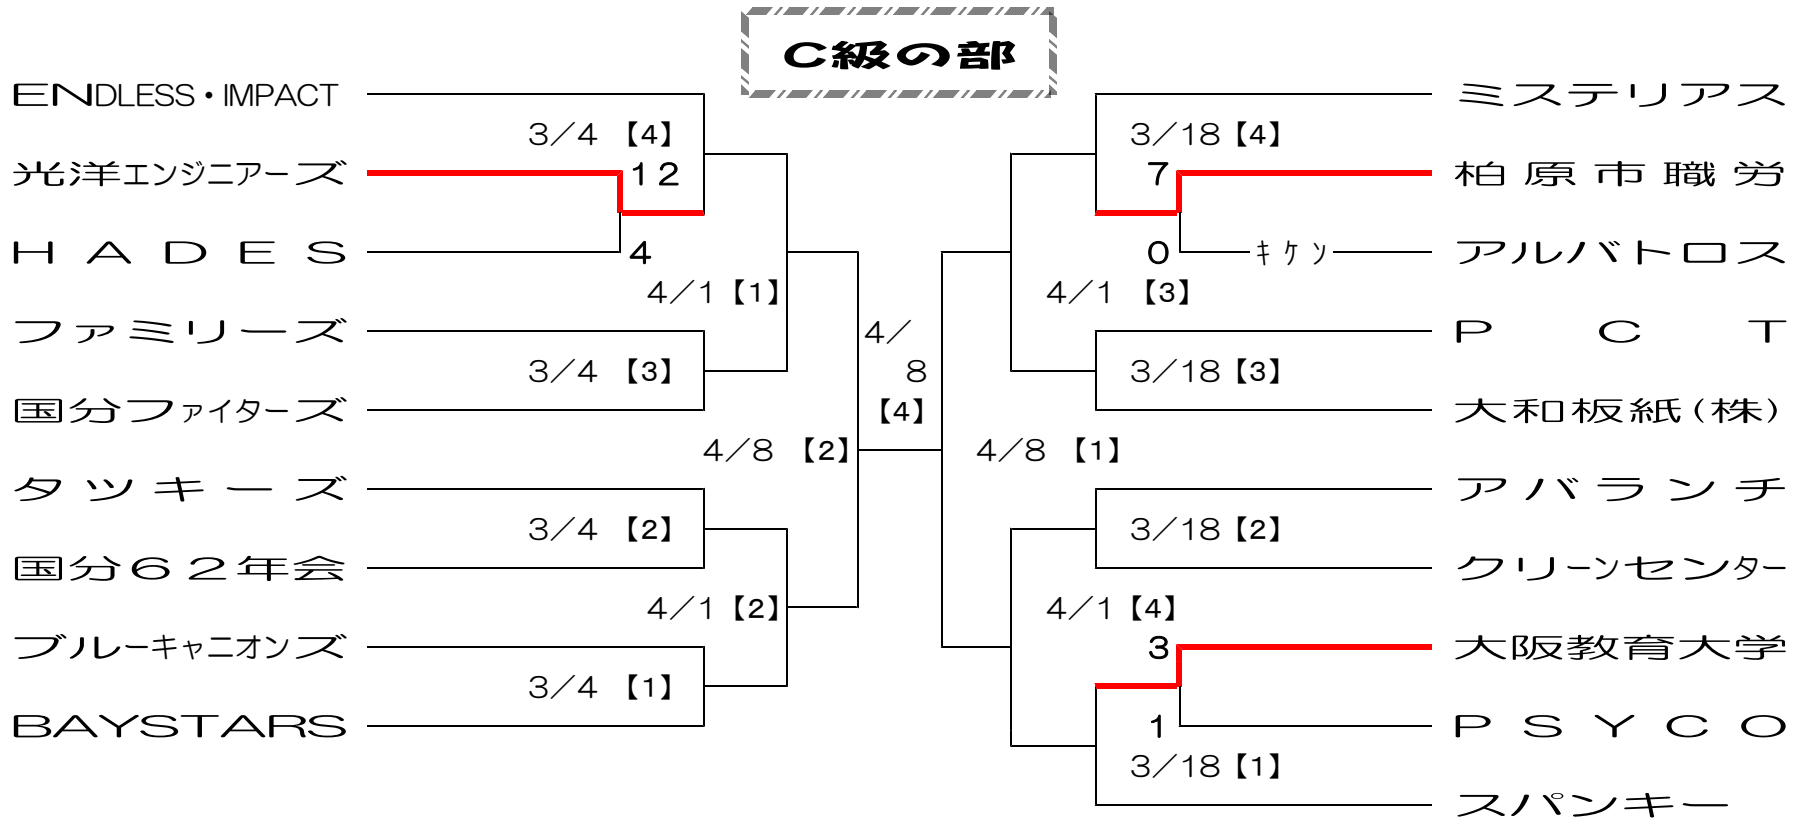 C級の部
ENDLESS・IMPACT
3／4 【4】
光洋エンジニアーズ
12
HADES
4
4／1【1】
ファミリーズ
3／4 【3】
国分ファイターズ
4／8 【2】
タツキーズ
3／4 【2】
国分62年会
4／1【2】
ブルーキャニオンズ
3／4 【1】
BAYSTARS
4／
8
【4】
ミステリアス
3／18【4】
7
柏原市職労
0
キケン
アルバトロス
4／1 【3】
PCT
3／18【3】
大和板紙(株)
4／8 【1】
アバランチ
3／18【2】
クリーンセンター
4／1【4】
3
大阪教育大学
1
PSYCO
3／18【1】
スパンキー